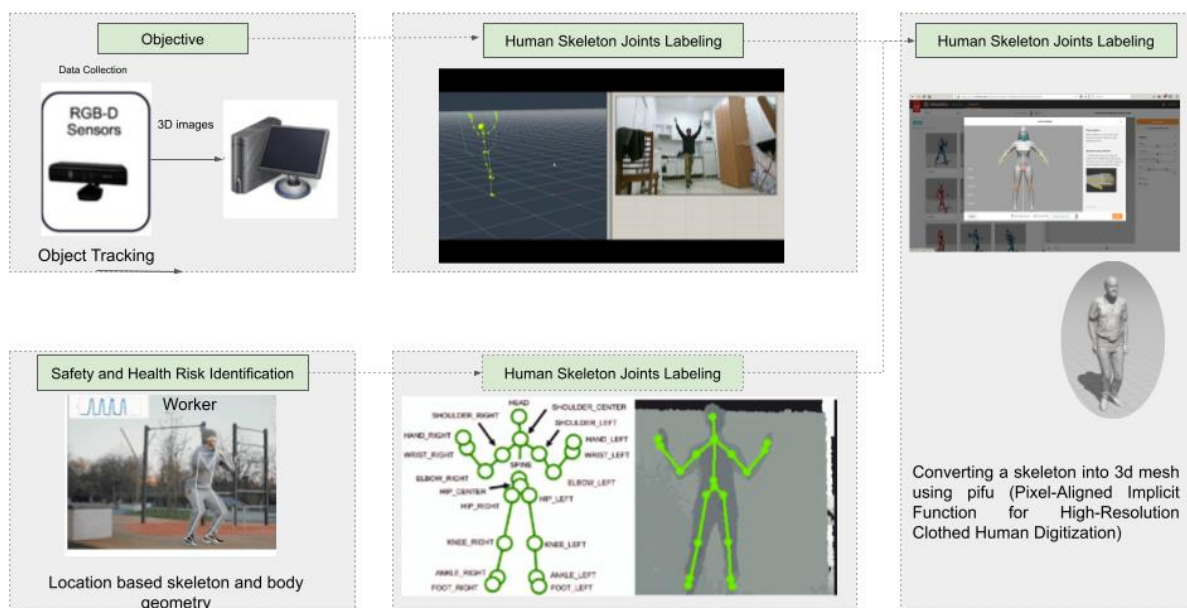 Objective
Human Skeleton Joints Labeling
Human Skeleton Joints Labeling
Data Collection
RGB-D
Sensors
3D images
Object Tracking
Safety and Health Risk Identification
Human Skeleton Joints Labeling
Worker
HEAD
SHOULDER_RIGHT
SHOULDER_CENTER
SHOULDER_LEFT
HAND_RIGHT
HAND_LEFT
WRIST_RIGHT
WRIST_LEFT
SPINE
ELBOW_RIGHT
ELBOW_LEFT
HIP_CENTER
HIP_LEFT
HIP_RIGHT
KNEE_RIGHT
KNEE_LEFT
ANKLE_RIGHT
ANKLE_LEFT
FOOT_RIGHT
FOOT_LEFT
Location based skeleton and body
geometry
Converting a skeleton into 3d mesh
using pifu (Pixel-Aligned Implicit
Function for High-Resolution
Clothed Human Digitization)